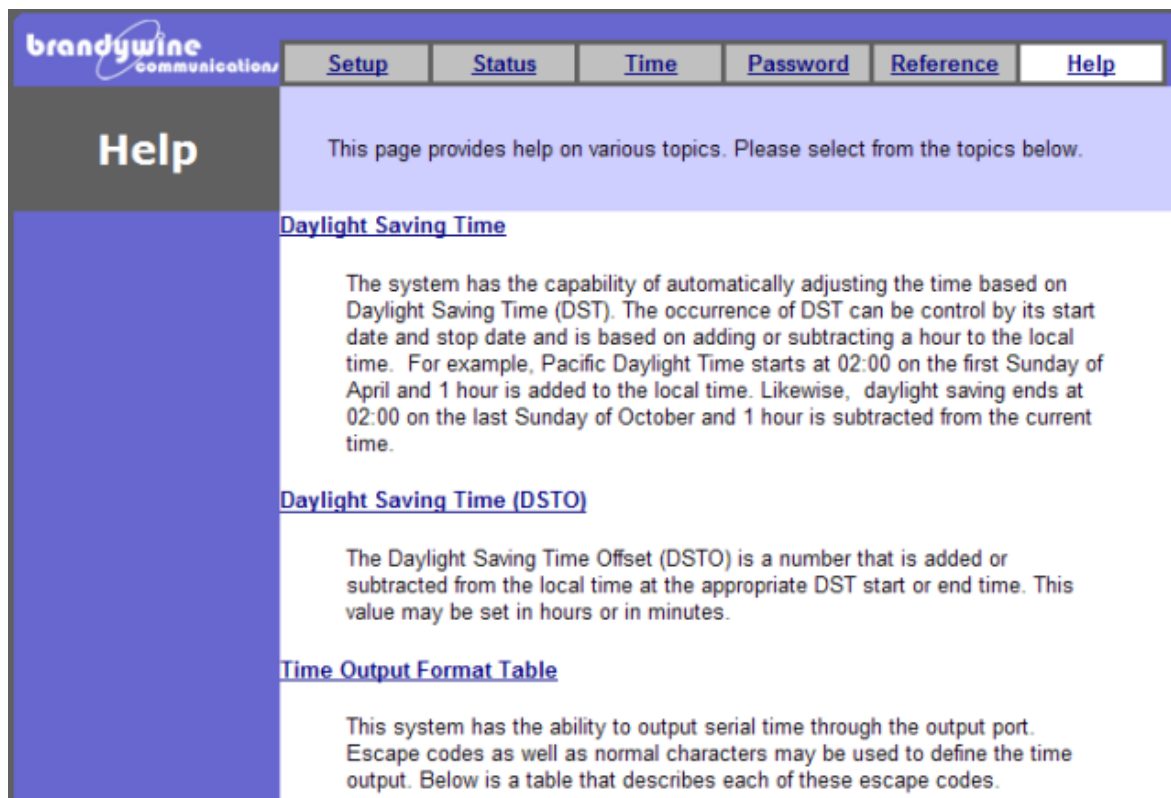 brandywine
communications
Setup Status Time Password Reference Help
Help
This page provides help on various topics. Please select from the topics below.
Daylight Saving Time
The system has the capability of automatically adjusting the time based on
Daylight Saving Time (DST). The occurrence of DST can be control by its start
date and stop date and is based on adding or subtracting a hour to the local
time.  For example, Pacific Daylight Time starts at 02:00 on the first Sunday of
April and 1 hour is added to the local time. Likewise,  daylight saving ends at
02:00 on the last Sunday of October and 1 hour is subtracted from the current
time.
Daylight Saving Time (DSTO)
The Daylight Saving Time Offset (DSTO) is a number that is added or
subtracted from the local time at the appropriate DST start or end time. This
value may be set in hours or in minutes.
Time Output Format Table
This system has the ability to output serial time through the output port.
Escape codes as well as normal characters may be used to define the time
output. Below is a table that describes each of these escape codes.